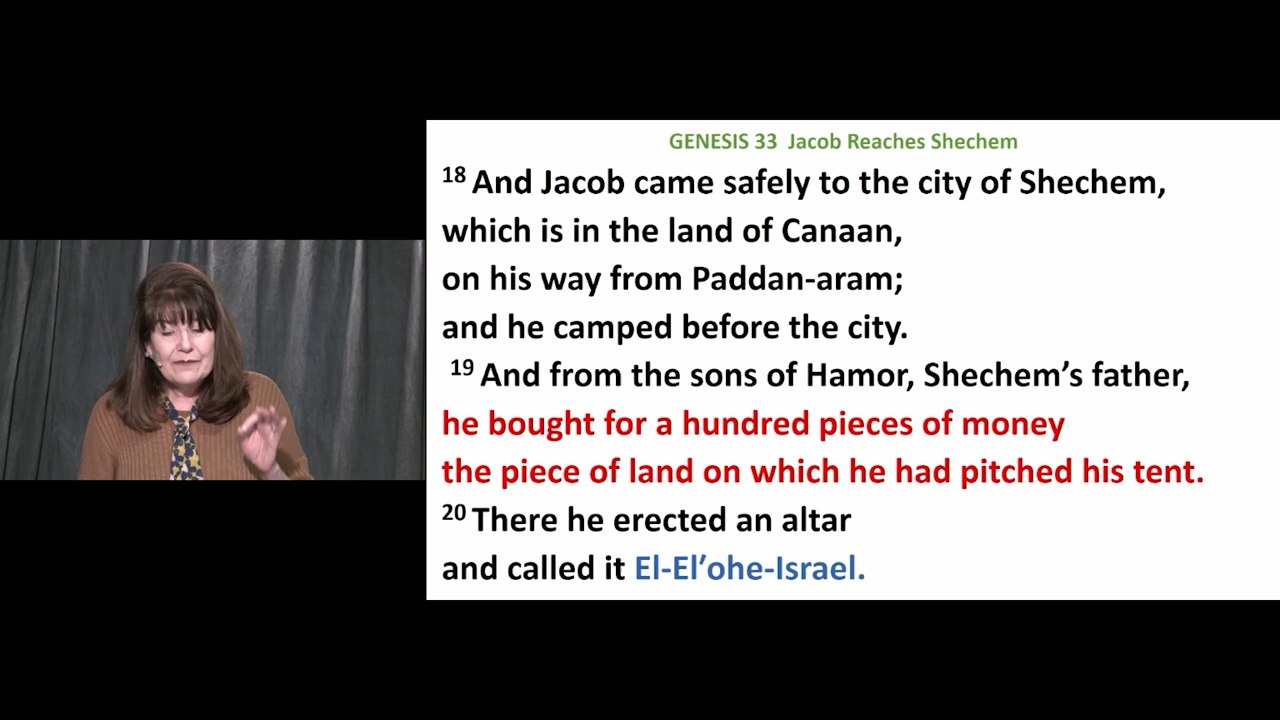 GENESIS 33 Jacob Reaches Shechem
18 And Jacob came safely to the city of Shechem,
which is in the land of Canaan,
on his way from Paddan-aram;
and he camped before the city.
19 And from the sons of Hamor, Shechem’s father,
he bought for a hundred pieces of money
the piece of land on which he had pitched his tent.
20 There he erected an altar
and called it El-El’ohe-Israel.